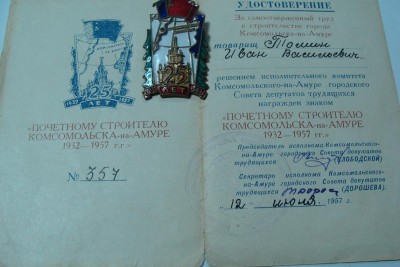 1932
1957
25
ЛЕТ
„ПОЧЕТНОМУ СТРОИТЕЛЮ
КОМСОМОЛЬСКА-на-АМУРЕ
1932—1957 г.г.“
№ 357
25
ЛЕТ
УДОСТОВЕРЕНИЕ
За самоотверженный труд
в строительстве города
Комсомольска-на-Амуре
товарищ
Иван Васильевич.
решением исполнительного комитета
Комсомольского-на-Амуре городского
Совета депутатов трудящихся
награжден знаком
„ПОЧЕТНОМУ СТРОИТЕЛЮ
КОМСОМОЛЬСКА-на-АМУРЕ
1932—1957 г.г.“
Председатель исполкома Комсомольского-
на-Амуре городского Совета депутатов
трудящихся (СЛОБОДСКОЙ)
Секретарь исполкома Комсомольского-
на-Амуре городского Совета депутатов
трудящихся (ДОРОШЕВА)
„12“ июня 1957 г.